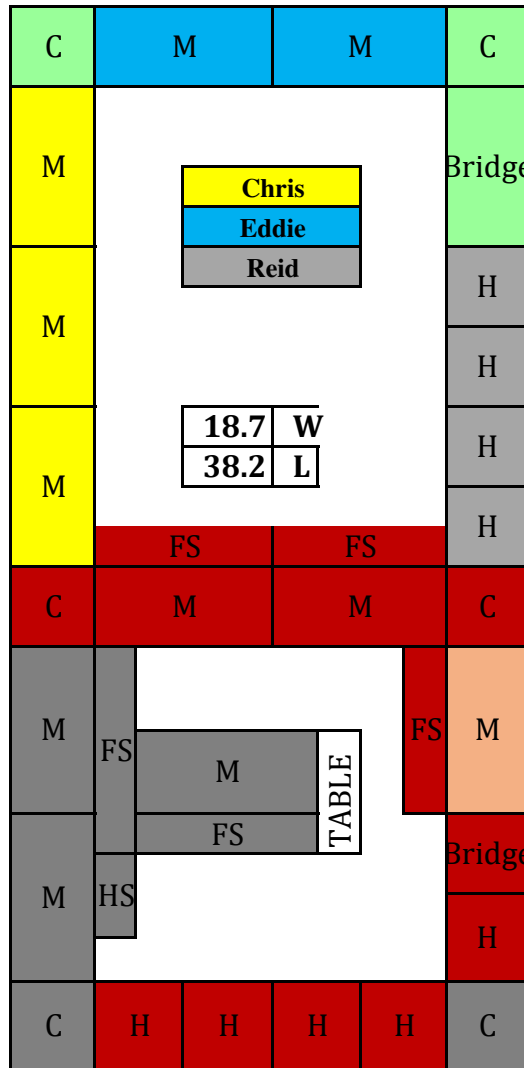 C M M C
M Bridge
Chris
Eddie
Reid
H
M H
18.7 W H
38.2 L
M H
FS FS
C M M C
M FS M FS M
TABLE
FS
Bridge
M HS
H
C H H H H C